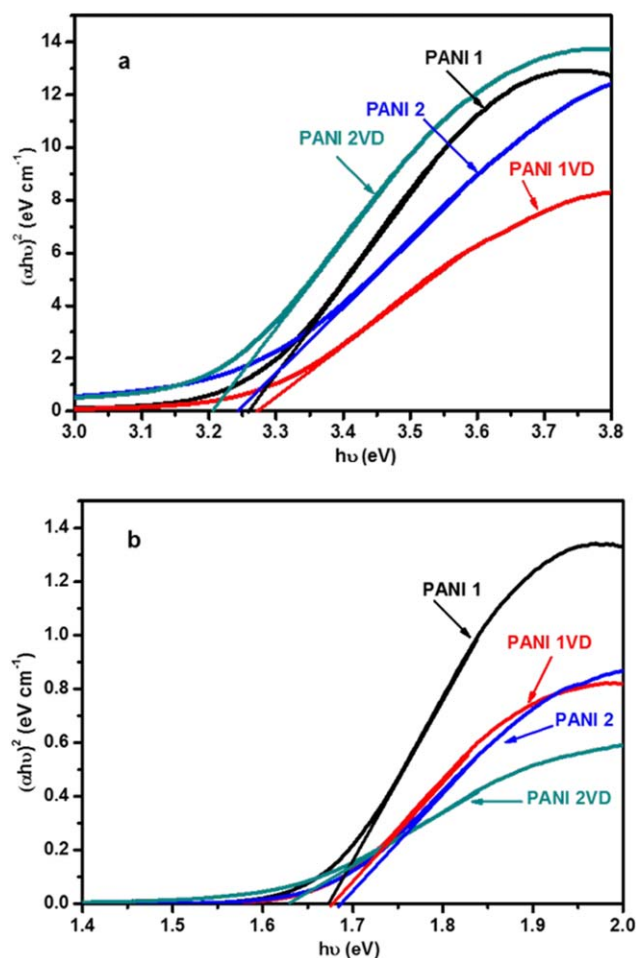 a
14
12
10
8
6
4
2
0
(αhυ)² (eV cm⁻¹)
PANI 1
PANI 2
PANI 2VD
PANI 1VD
3.0 3.1 3.2 3.3 3.4 3.5 3.6 3.7 3.8
hυ (eV)
b
1.4
1.2
1.0
0.8
0.6
0.4
0.2
0.0
(αhυ)² (eV cm⁻¹)
PANI 1
PANI 1VD
PANI 2
PANI 2VD
1.4 1.5 1.6 1.7 1.8 1.9 2.0
hυ (eV)